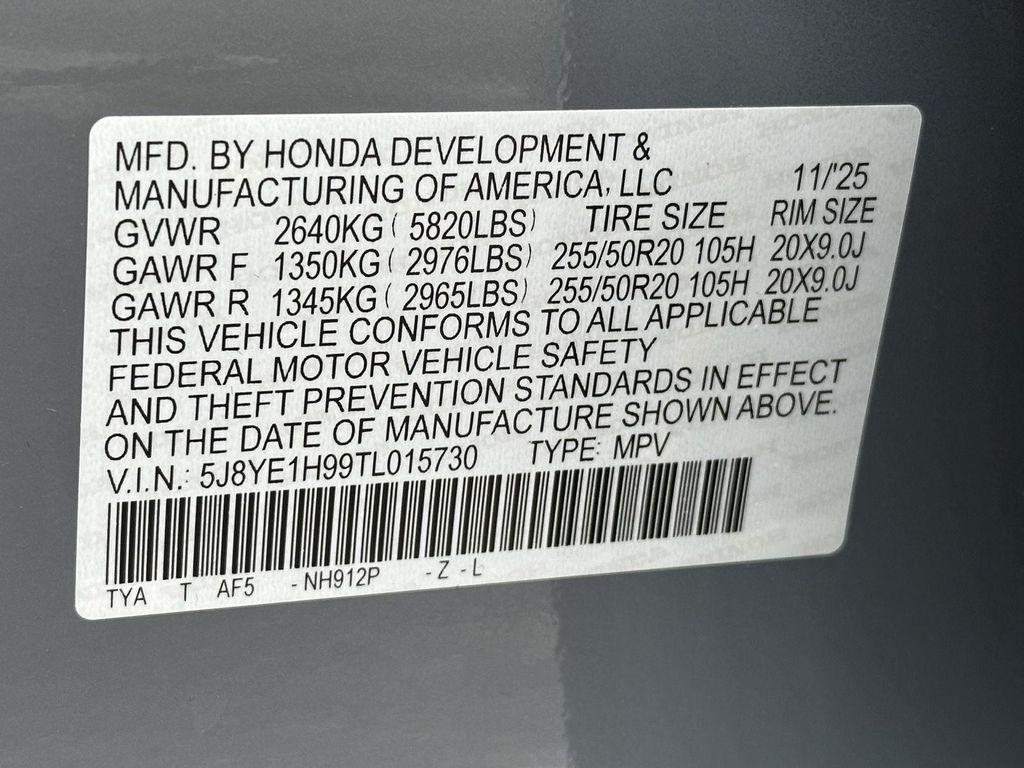 MFD. BY HONDA DEVELOPMENT &
MANUFACTURING OF AMERICA, LLC 11/'25
GVWR 2640KG ( 5820LBS) TIRE SIZE RIM SIZE
GAWR F 1350KG ( 2976LBS) 255/50R20 105H 20X9.0J
GAWR R 1345KG ( 2965LBS) 255/50R20 105H 20X9.0J
THIS VEHICLE CONFORMS TO ALL APPLICABLE
FEDERAL MOTOR VEHICLE SAFETY
AND THEFT PREVENTION STANDARDS IN EFFECT
ON THE DATE OF MANUFACTURE SHOWN ABOVE.
V.I.N.: 5J8YE1H99TL015730 TYPE: MPV
TYA T AF5 - NH912P - Z - L